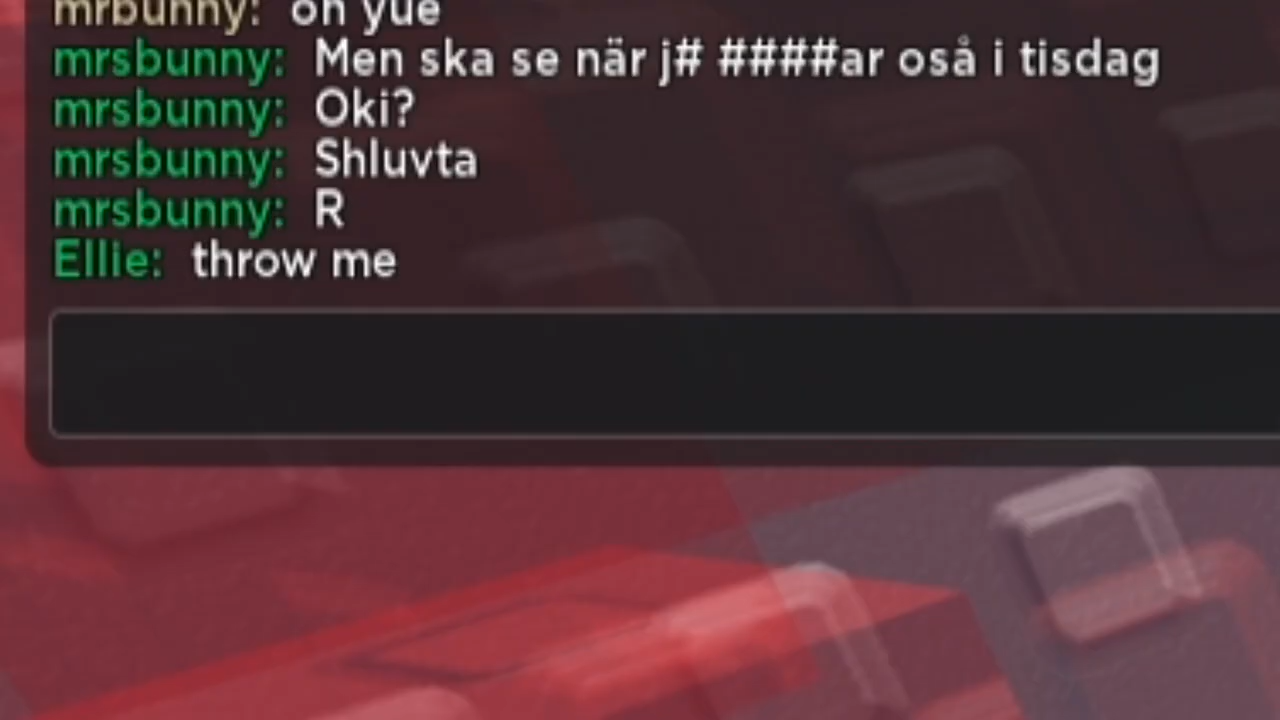 mrbunny: oh yue
mrsbunny: Men ska se när j# ####ar oså i tisdag
mrsbunny: Oki?
mrsbunny: Shluvta
mrsbunny: R
Ellie: throw me